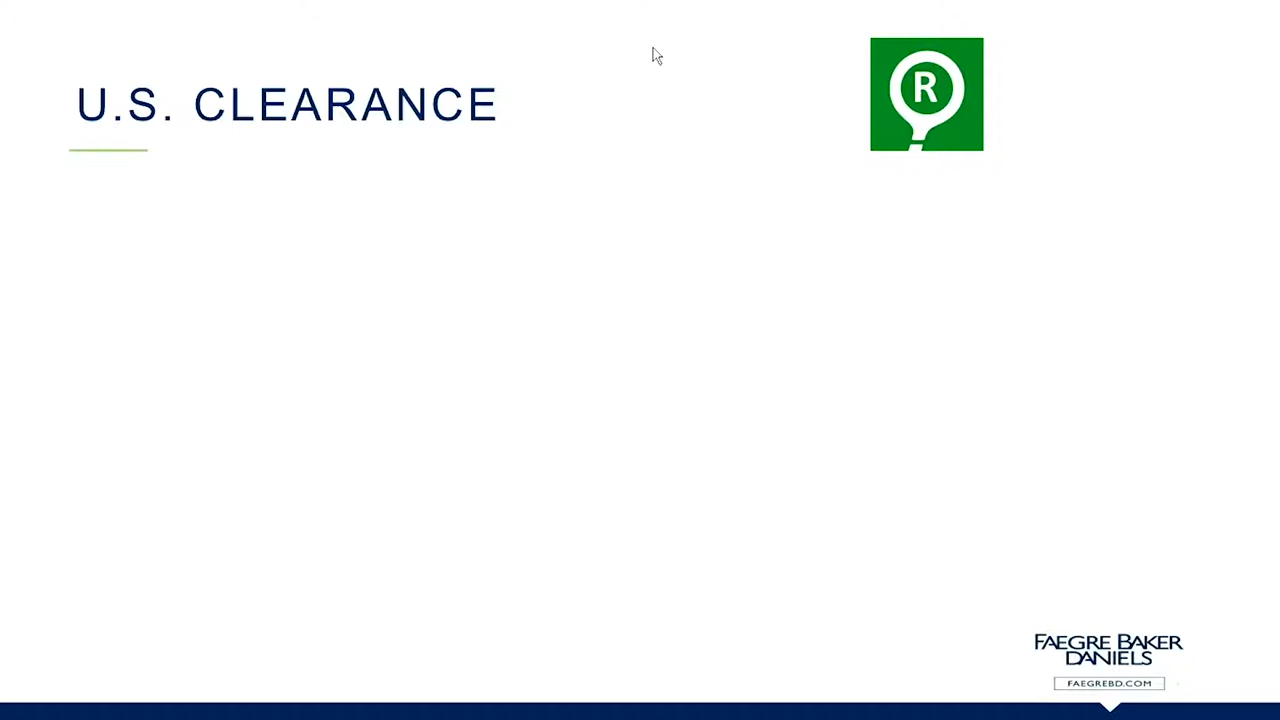 U.S. CLEARANCE
R
FAEGRE BAKER
DANIELS
FAEGREBD.COM